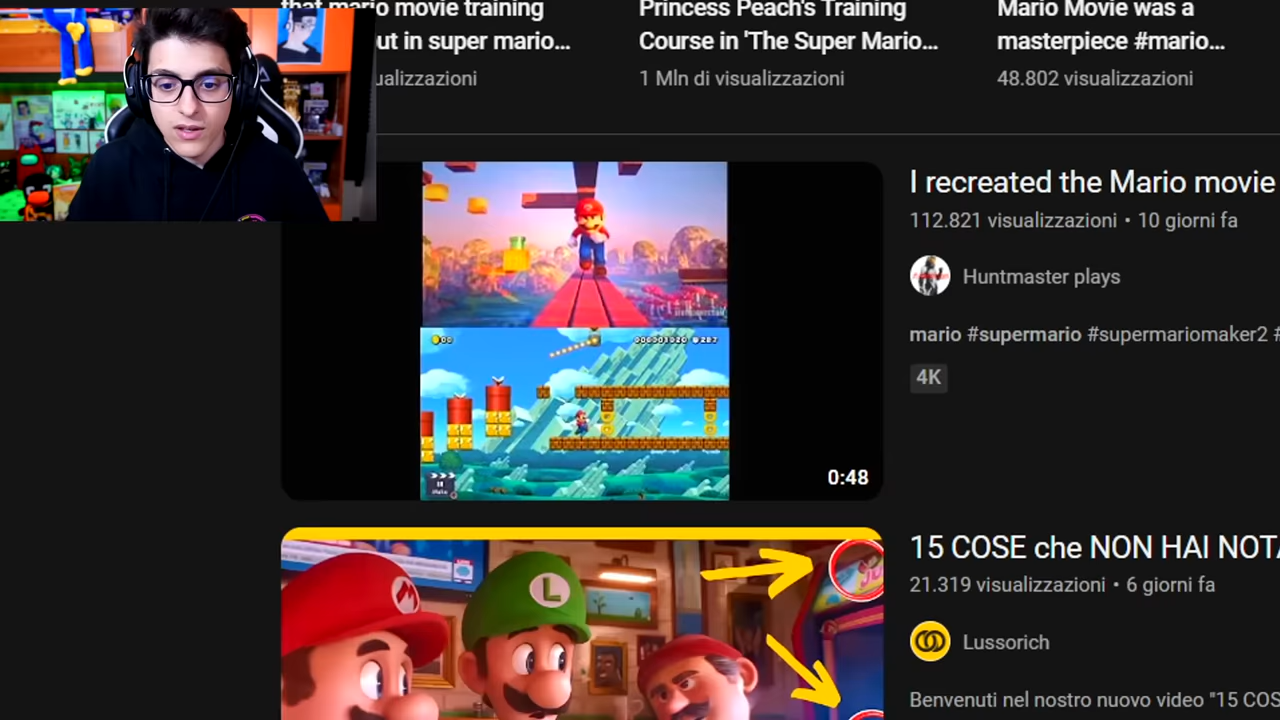 that mario movie training
ut in super mario...
ualizzazioni
Princess Peach's Training
Course in 'The Super Mario...
1 Mln di visualizzazioni
Mario Movie was a
masterpiece #mario...
48.802 visualizzazioni
0:48
I recreated the Mario movie
112.821 visualizzazioni • 10 giorni fa
Huntmaster plays
mario #supermario #supermariomaker2 #
4K
15 COSE che NON HAI NOTA
21.319 visualizzazioni • 6 giorni fa
Lussorich
Benvenuti nel nostro nuovo video "15 COS
M
L